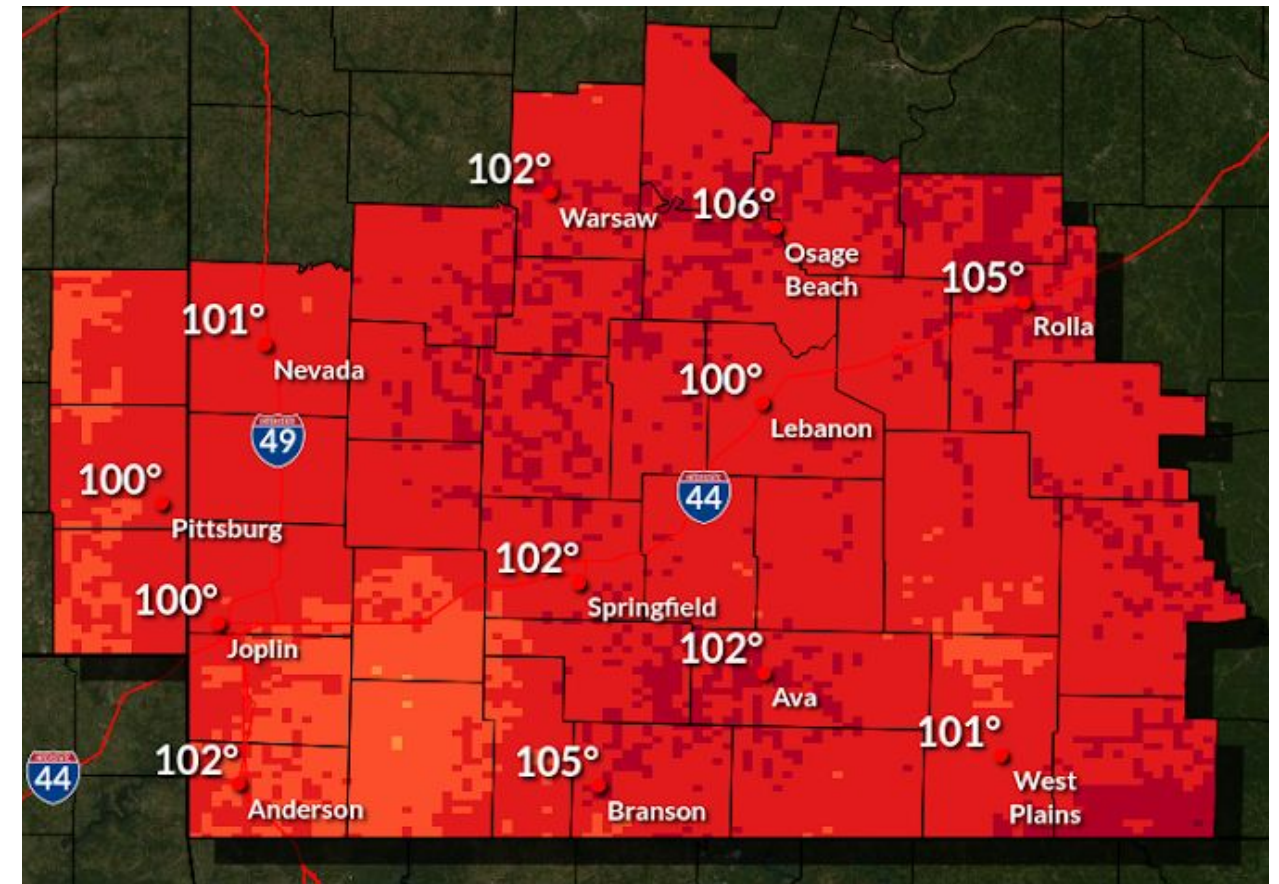 102°
Warsaw
106°
Osage
Beach
105°
Rolla
101°
Nevada
100°
Lebanon
49
100°
Pittsburg
44
102°
Springfield
100°
Joplin
102°
Ava
101°
West
Plains
44
102°
Anderson
105°
Branson